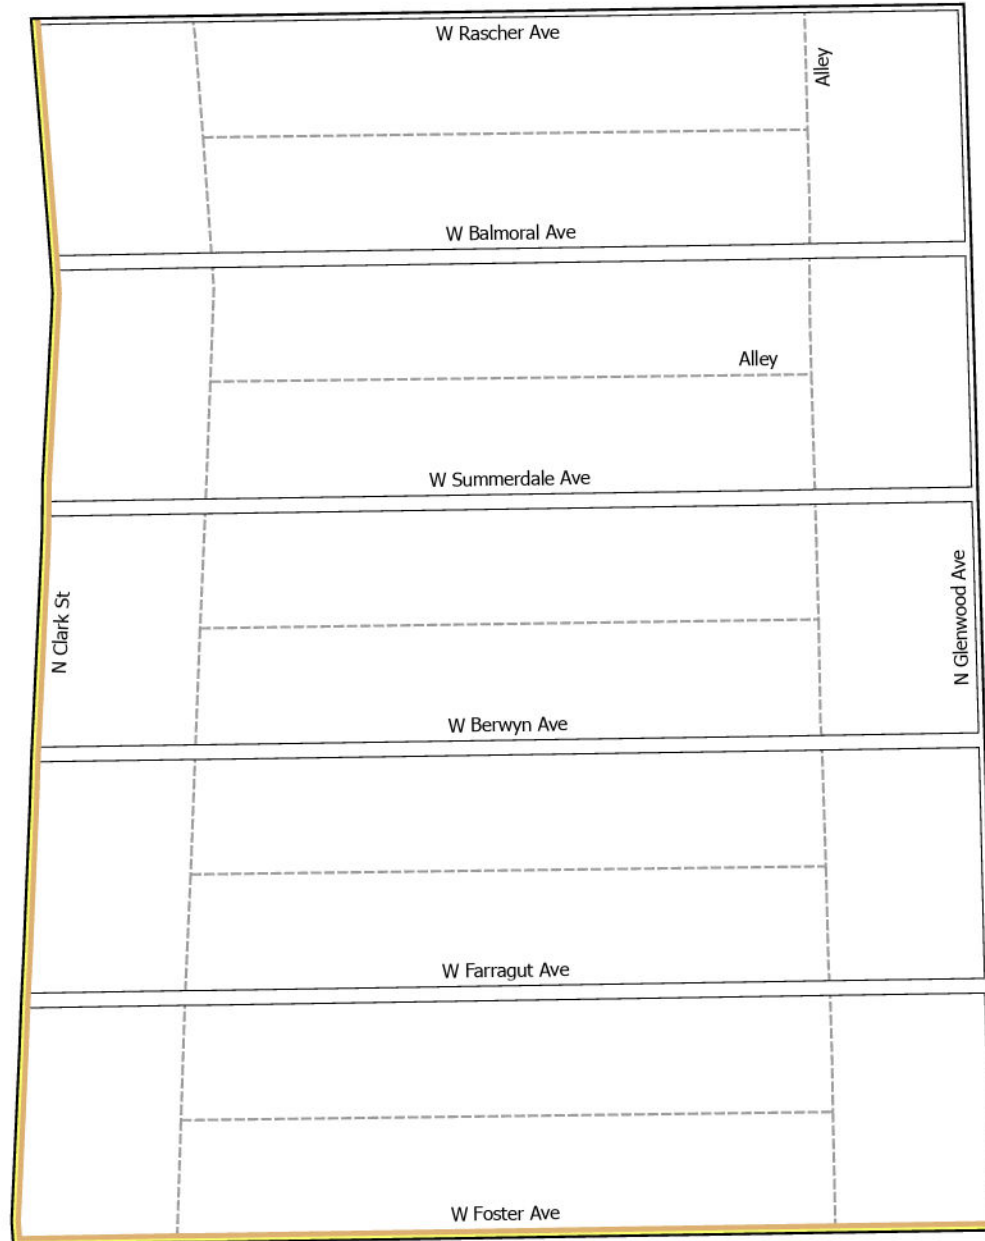 W Rascher Ave
Alley
W Balmoral Ave
Alley
W Summerdale Ave
N Clark St
N Glenwood Ave
W Berwyn Ave
W Farragut Ave
W Foster Ave